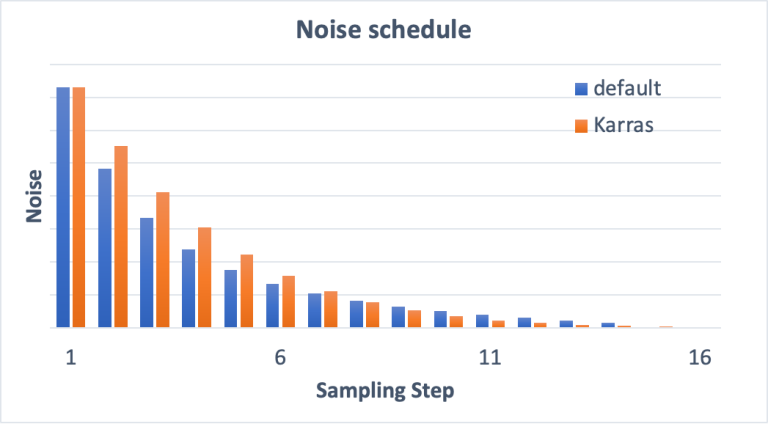 Noise schedule
default
Karras
Noise
1 6 11 16
Sampling Step